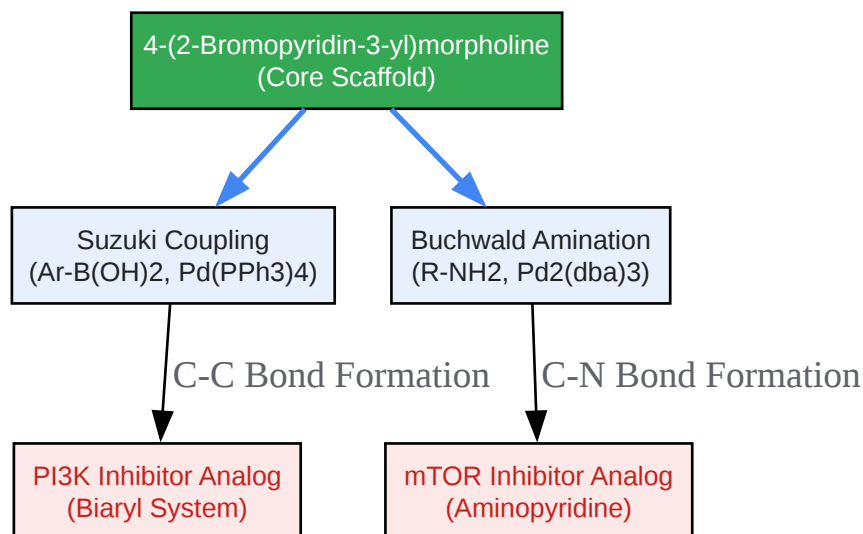 4-(2-Bromopyridin-3-yl)morpholine
(Core Scaffold)
Suzuki Coupling
(Ar-B(OH)2, Pd(PPh3)4)
Buchwald Amination
(R-NH2, Pd2(dba)3)
C-C Bond Formation
C-N Bond Formation
PI3K Inhibitor Analog
(Biaryl System)
mTOR Inhibitor Analog
(Aminopyridine)